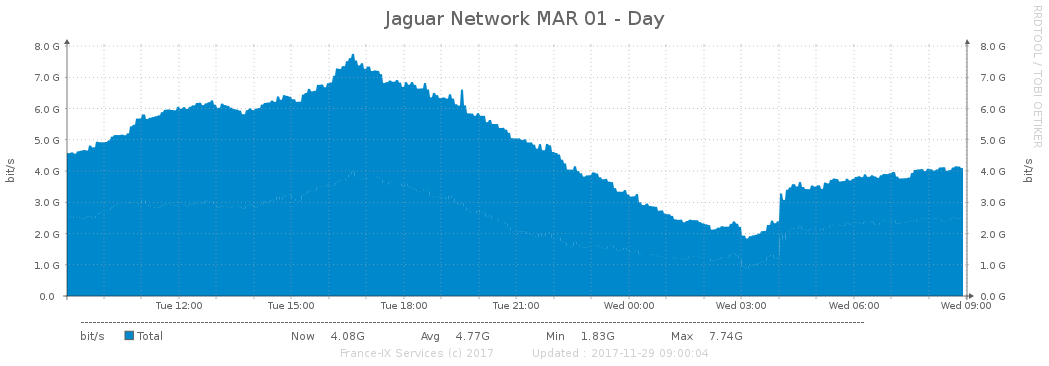 Jaguar Network MAR 01 - Day
RRDTOOL / TOBI OETIKER
bit/s
8.0 G
7.0 G
6.0 G
5.0 G
4.0 G
3.0 G
2.0 G
1.0 G
0.0
8.0 G
7.0 G
6.0 G
5.0 G
4.0 G
3.0 G
2.0 G
1.0 G
0.0 G
bit/s
Tue 12:00 Tue 15:00 Tue 18:00 Tue 21:00 Wed 00:00 Wed 03:00 Wed 06:00 Wed 09:00
bit/s Total Now 4.08G Avg 4.77G Min 1.83G Max 7.74G
France-IX Services (c) 2017 Updated : 2017-11-29 09:00:04